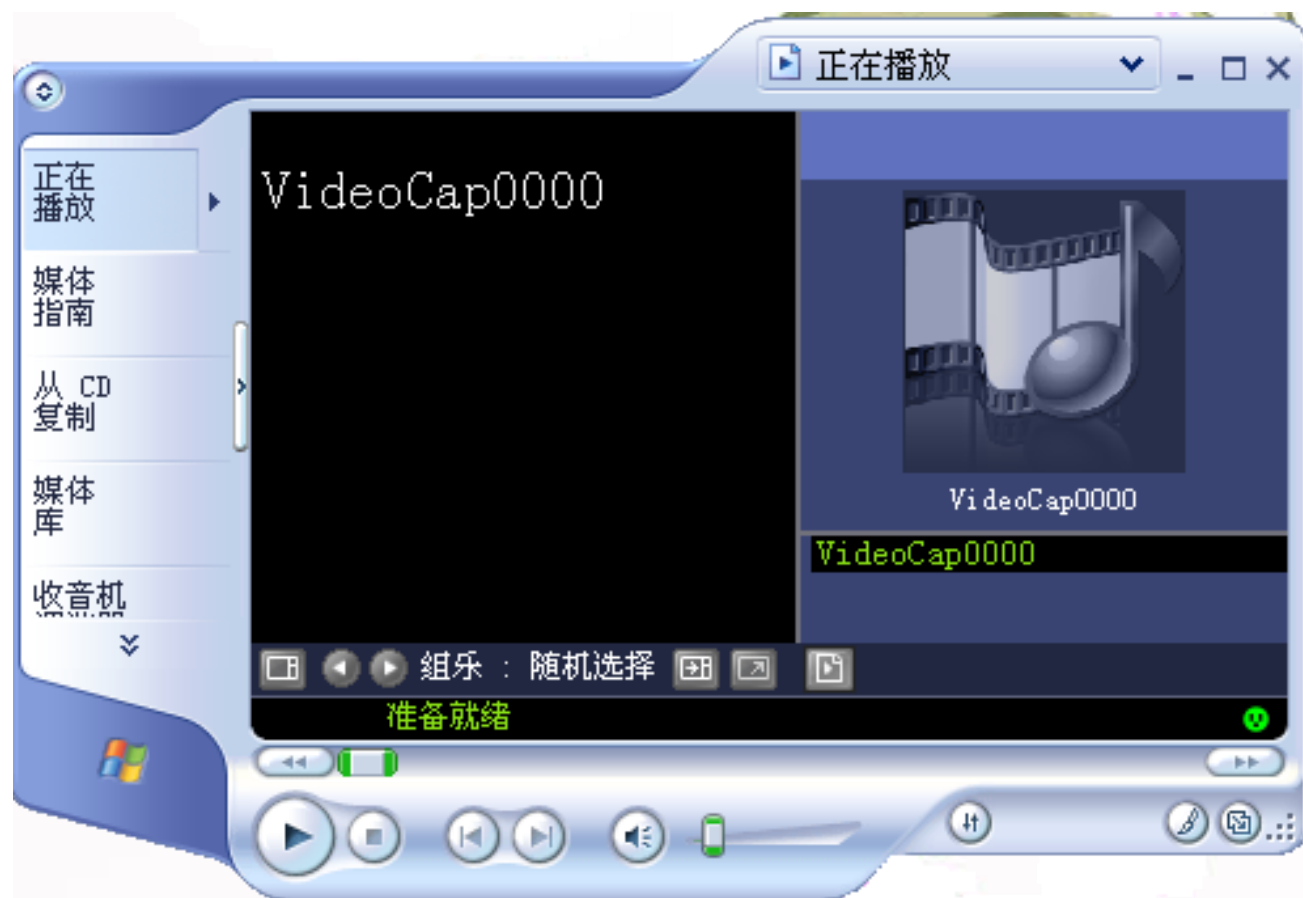 正在播放
正在
播放
媒体
指南
从 CD
复制
媒体
库
收音机
VideoCap0000
VideoCap0000
VideoCap0000
组乐 : 随机选择
准备就绪